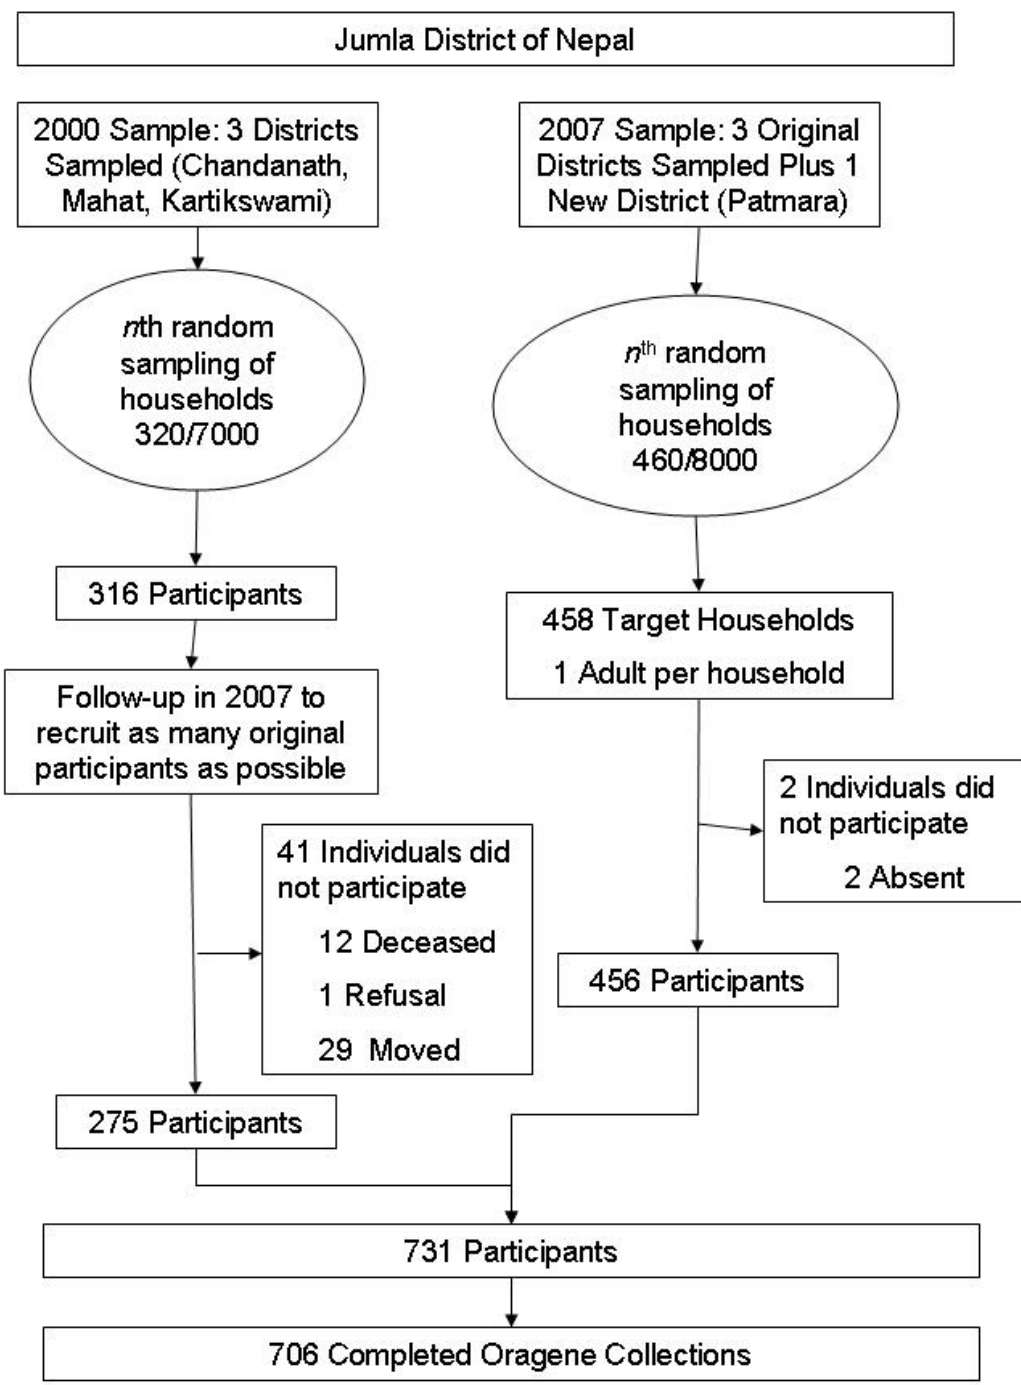 Jumla District of Nepal
2000 Sample: 3 Districts
Sampled (Chandanath,
Mahat, Kartikswami)
nth random
sampling of
households
320/7000
316 Participants
Follow-up in 2007 to
recruit as many original
participants as possible
41 Individuals did
not participate
12 Deceased
1 Refusal
29 Moved
275 Participants
2007 Sample: 3 Original
Districts Sampled Plus 1
New District (Patmara)
nth random
sampling of
households
460/8000
458 Target Households
1 Adult per household
2 Individuals did
not participate
2 Absent
456 Participants
731 Participants
706 Completed Oragene Collections